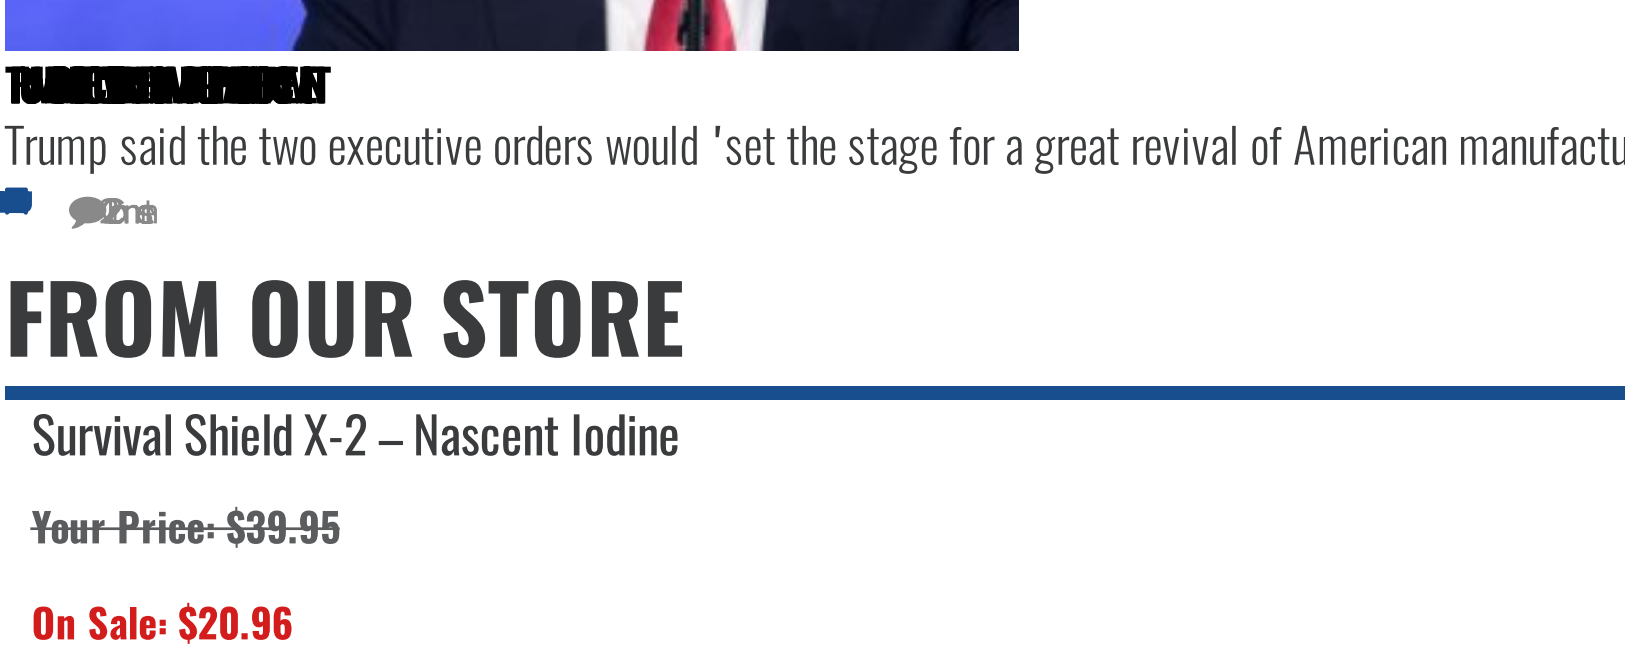 Trump said the two executive orders would 'set the stage for a great revival of American manufactu
FROM OUR STORE
Survival Shield X-2 – Nascent Iodine
Your Price: $39.95
On Sale: $20.96